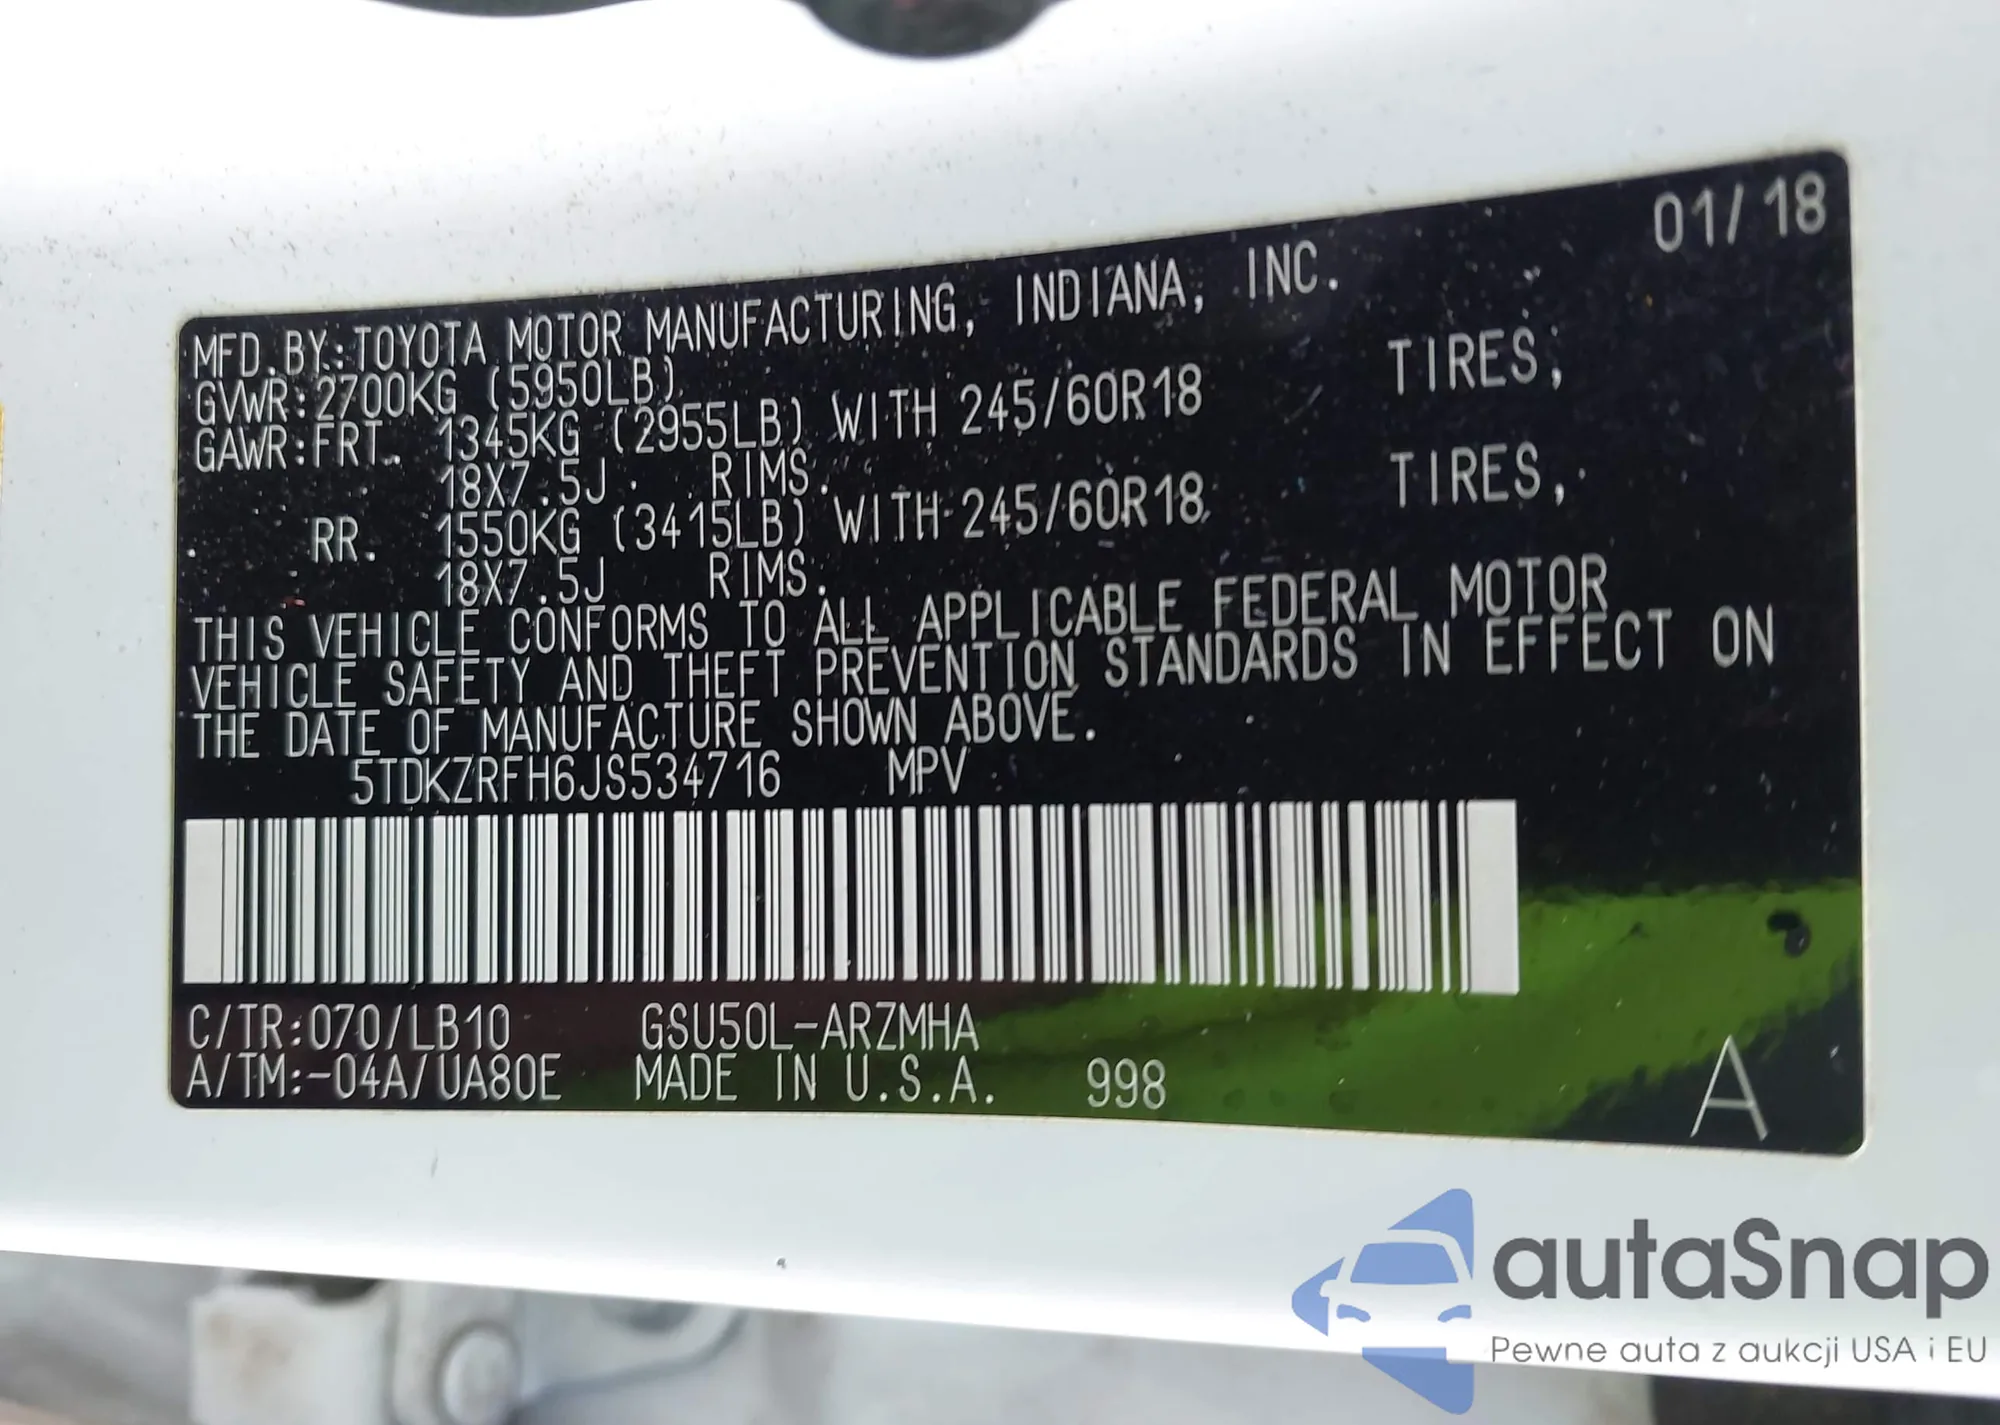 01/18
MFD.BY:TOYOTA MOTOR MANUFACTURING, INDIANA, INC.
GVWR:2700KG (5950LB)
GAWR:FRT. 1345KG (2955LB) WITH 245/60R18 TIRES,
18X7.5J RIMS.
RR. 1550KG (3415LB) WITH 245/60R18 TIRES,
18X7.5J RIMS.
THIS VEHICLE CONFORMS TO ALL APPLICABLE FEDERAL MOTOR
VEHICLE SAFETY AND THEFT PREVENTION STANDARDS IN EFFECT ON
THE DATE OF MANUFACTURE SHOWN ABOVE.
5TDKZRFH6JS534716 MPV
C/TR:070/LB10 GSU50L-ARZMHA
A/TM:-04A/UA80E MADE IN U.S.A. 998 A
autaSnap
Pewne auta z aukcji USA i EU